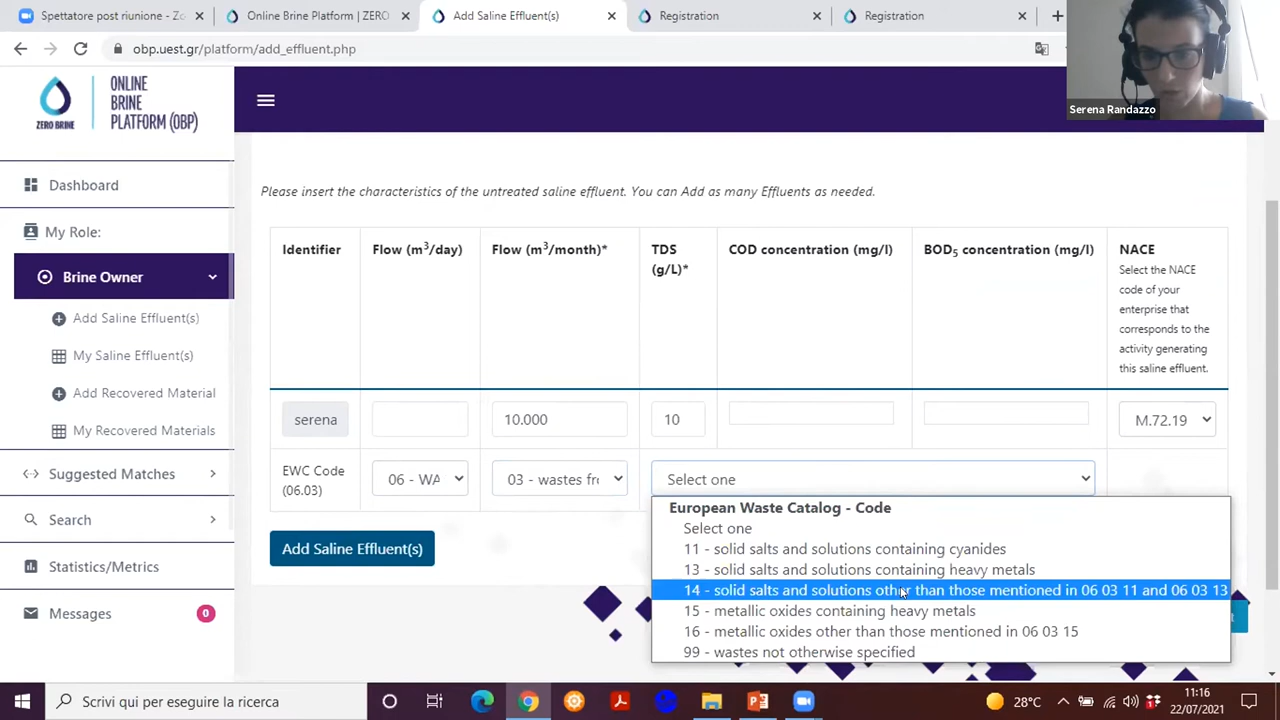 Spettatore post riunione - Zo
Online Brine Platform | ZERO
Add Saline Effluent(s)
Registration
Registration
obp.uest.gr/platform/add_effluent.php
Serena Randazzo
ZERO BRINE
ONLINE
BRINE
PLATFORM (OBP)
Dashboard
My Role:
Brine Owner
Add Saline Effluent(s)
My Saline Effluent(s)
Add Recovered Material
My Recovered Materials
Suggested Matches
Search
Statistics/Metrics
Messages
0
Please insert the characteristics of the untreated saline effluent. You can Add as many Effluents as needed.
Identifier
Flow (m3/day)
Flow (m3/month)*
TDS
(g/L)*
COD concentration (mg/l)
BOD5 concentration (mg/l)
NACE
Select the NACE
code of your
enterprise that
corresponds to the
activity generating
this saline effluent.
serena
10.000
10
M.72.19
EWC Code
(06.03)
06 - WA
03 - wastes fr
Select one
European Waste Catalog - Code
Select one
11 - solid salts and solutions containing cyanides
13 - solid salts and solutions containing heavy metals
14 - solid salts and solutions other than those mentioned in 06 03 11 and 06 03 13
15 - metallic oxides containing heavy metals
16 - metallic oxides other than those mentioned in 06 03 15
99 - wastes not otherwise specified
Add Saline Effluent(s)
Scrivi qui per eseguire la ricerca
28°C
11:16
22/07/2021